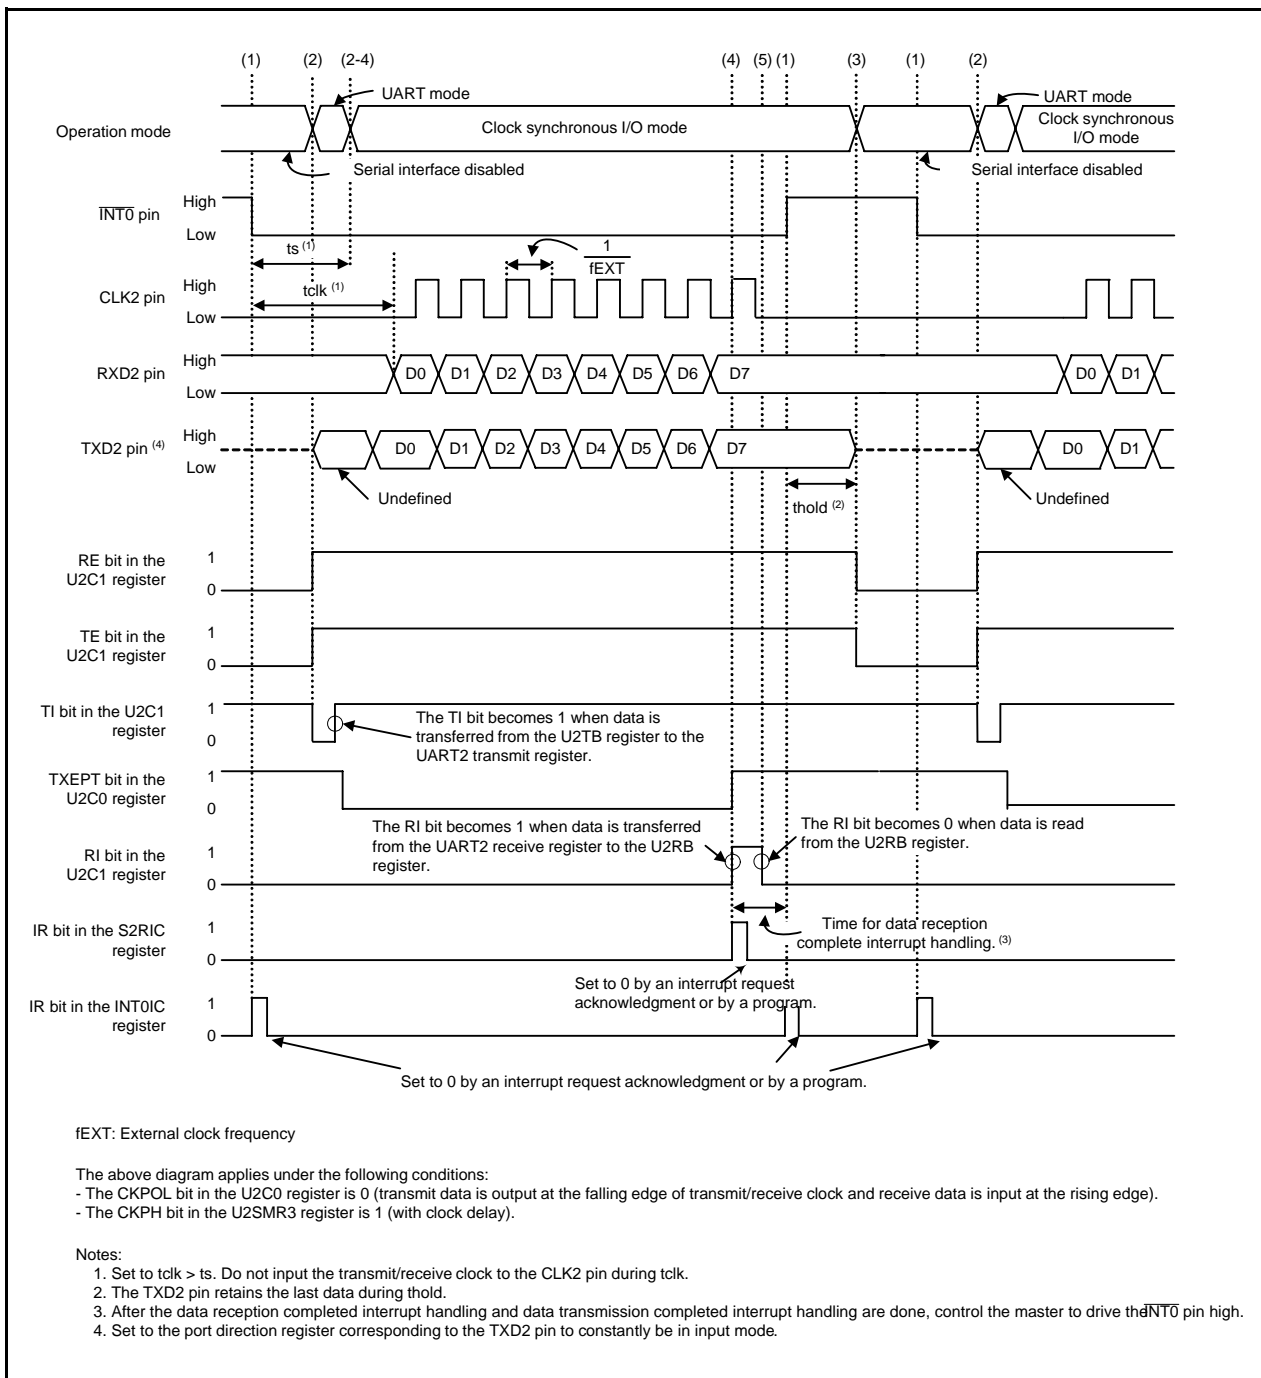 (1) (2) (2-4) (4) (5) (1) (3) (1) (2)
UART mode UART mode
Operation mode Clock synchronous I/O mode Clock synchronous
I/O mode
Serial interface disabled Serial interface disabled
INT0 pin High
Low
ts (1)
1
fEXT
CLK2 pin High
tclk (1)
Low
RXD2 pin High
D0 D1 D2 D3 D4 D5 D6 D7 D0 D1
Low
TXD2 pin (4) High
D0 D1 D2 D3 D4 D5 D6 D7 D0 D1
Low
Undefined Undefined
thold (2)
RE bit in the 1
U2C1 register 0
TE bit in the 1
U2C1 register 0
TI bit in the U2C1 1
register 0
The TI bit becomes 1 when data is
transferred from the U2TB register to the
UART2 transmit register.
TXEPT bit in the 1
U2C0 register 0
The RI bit becomes 1 when data is transferred
from the UART2 receive register to the U2RB
register.
The RI bit becomes 0 when data is read
from the U2RB register.
RI bit in the 1
U2C1 register 0
IR bit in the S2RIC 1
register 0
Time for data reception
complete interrupt handling. (3)
Set to 0 by an interrupt request
acknowledgment or by a program.
IR bit in the INT0IC 1
register 0
Set to 0 by an interrupt request acknowledgment or by a program.
fEXT: External clock frequency
The above diagram applies under the following conditions:
- The CKPOL bit in the U2C0 register is 0 (transmit data is output at the falling edge of transmit/receive clock and receive data is input at the rising edge).
- The CKPH bit in the U2SMR3 register is 1 (with clock delay).
Notes:
1. Set to tclk > ts. Do not input the transmit/receive clock to the CLK2 pin during tclk.
2. The TXD2 pin retains the last data during thold.
3. After the data reception completed interrupt handling and data transmission completed interrupt handling are done, control the master to drive the INT0 pin high.
4. Set to the port direction register corresponding to the TXD2 pin to constantly be in input mode.